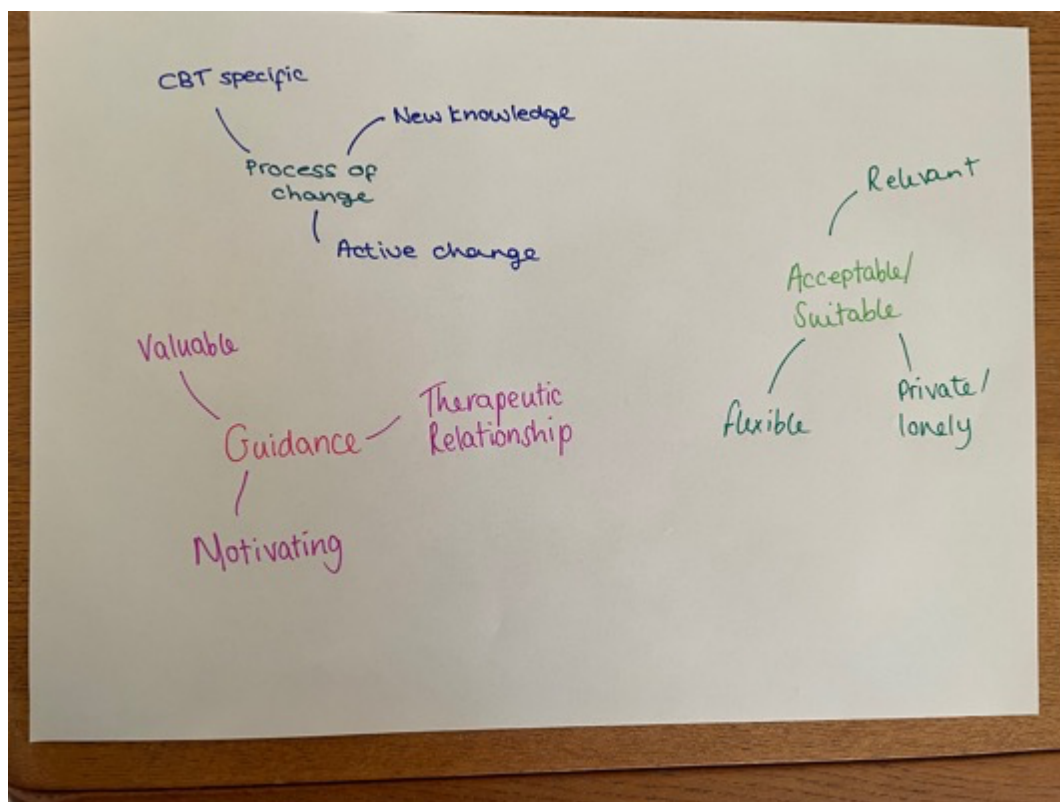 CBT specific
New knowledge
Process of
change
Active change
Relevant
Acceptable/
Suitable
flexible
Private/
lonely
Valuable
Guidance
Therapeutic
Relationship
Motivating